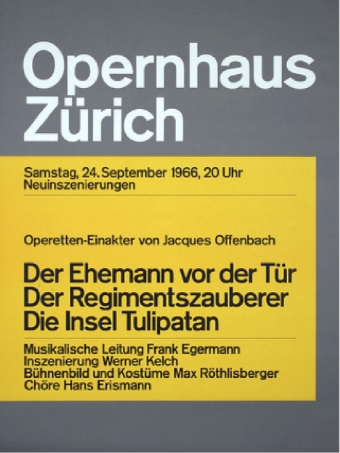 Opernhaus
Zürich
Samstag, 24. September 1966, 20 Uhr
Neuinszenierungen
Operetten-Einakter von Jacques Offenbach
Der Ehemann vor der Tür
Der Regimentszauberer
Die Insel Tulipatan
Musikalische Leitung Frank Egermann
Inszenierung Werner Kelch
Bühnenbild und Kostüme Max Röthlisberger
Chöre Hans Erismann